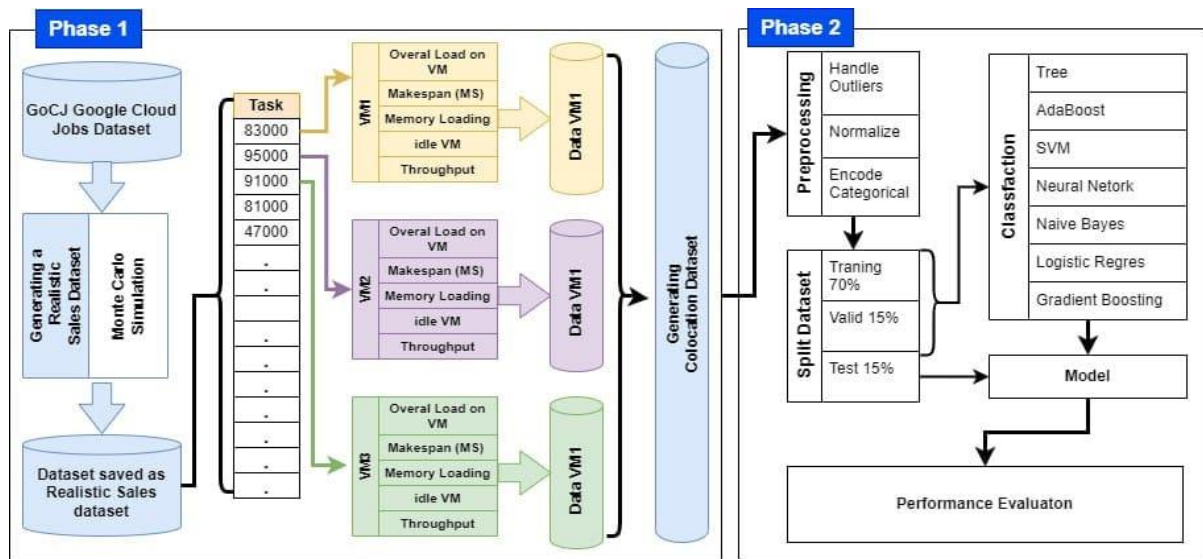 Phase 1
GoCJ Google Cloud
Jobs Dataset
Generating a
Realistic
Sales Dataset
Monte Carlo
Simulation
Dataset saved as
Realistic Sales
dataset
Task
83000
95000
91000
81000
47000
.
.
.
.
.
.
.
.
.
.
VM1
Overal Load on
VM
Makespan (MS)
Memory Loading
idle VM
Throughput
Data VM1
VM2
Overal Load on
VM
Makespan (MS)
Memory Loading
idle VM
Throughput
Data VM1
VM3
Overal Load on
VM
Makespan (MS)
Memory Loading
idle VM
Throughput
Data VM1
Generating
Colocation Dataset
Phase 2
Preprocessing
Handle
Outliers
Normalize
Encode
Categorical
Split Dataset
Traning
70%
Valid 15%
Test 15%
Classfaction
Tree
AdaBoost
SVM
Neural Netork
Naive Bayes
Logistic Regres
Gradient Boosting
Model
Performance Evaluaton